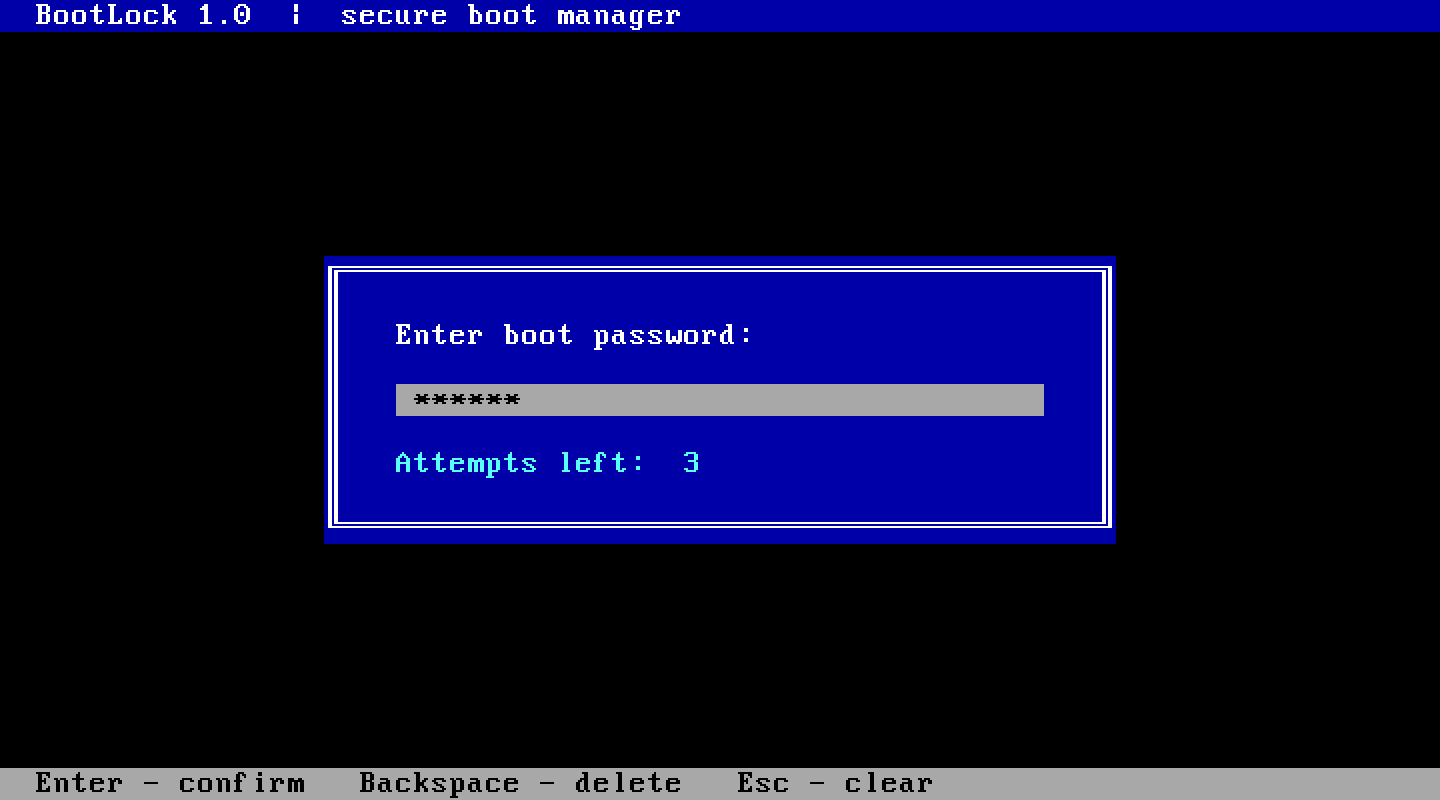 BootLock 1.0 ¦ secure boot manager
Enter boot password:
******
Attempts left: 3
Enter - confirm Backspace - delete Esc - clear